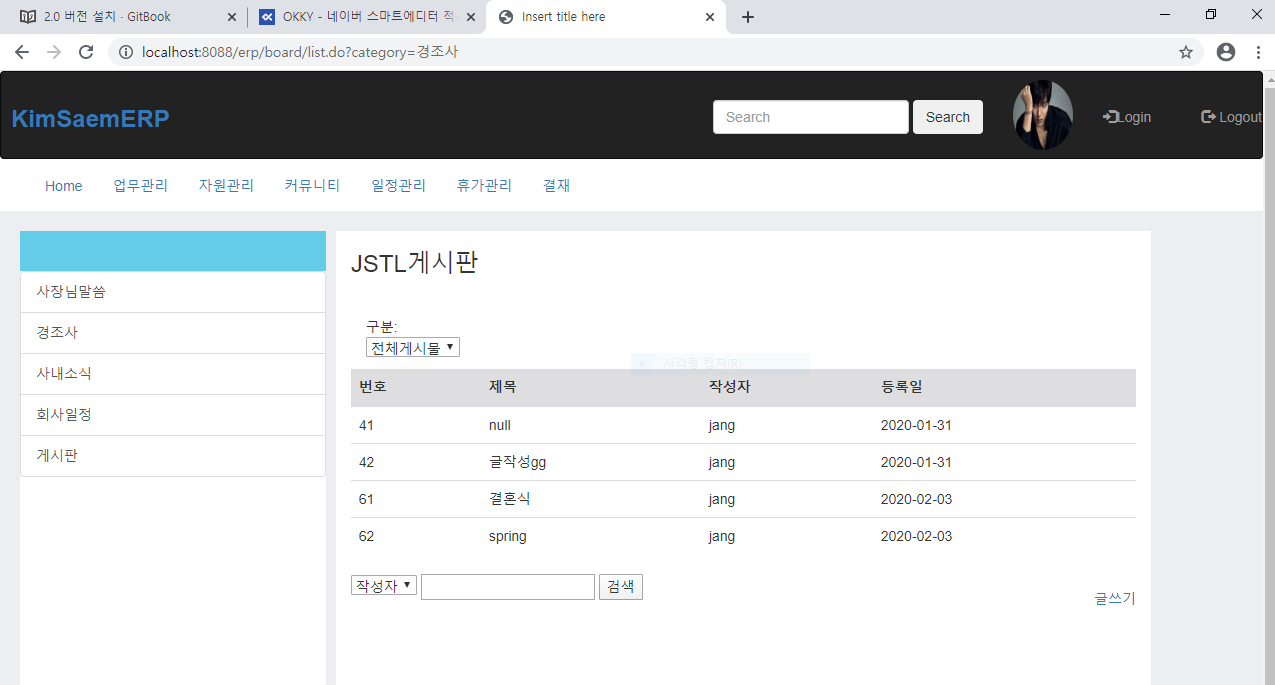 2.0 버전 설치 · GitBook
OKKY - 네이버 스마트에디터 적
Insert title here
localhost:8088/erp/board/list.do?category=경조사
KimSaemERP
Search
Search
Login
Logout
Home
업무관리
자원관리
커뮤니티
일정관리
휴가관리
결재
사장님말씀
경조사
사내소식
회사일정
게시판
JSTL게시판
구분:
전체게시물
사각형 캡처(R)
번호 제목 작성자 등록일
41 null jang 2020-01-31
42 글작성gg jang 2020-01-31
61 결혼식 jang 2020-02-03
62 spring jang 2020-02-03
작성자
검색
글쓰기